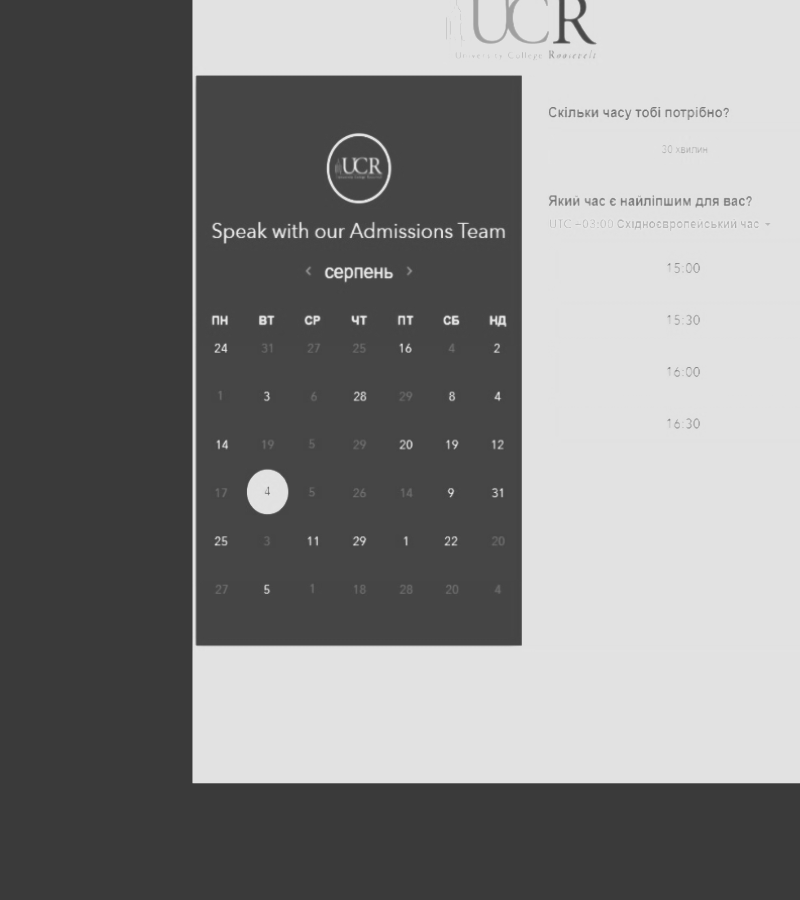 UCR
University College Roosevelt
UCR
Speak with our Admissions Team
серпень
ПН ВТ СР ЧТ ПТ СБ НД
24 31 27 25 16 4 2
1 3 6 28 29 8 4
14 19 5 29 20 19 12
17 4 5 26 14 9 31
25 3 11 29 1 22 20
27 5 1 18 28 20 4
Скільки часу тобі потрібно?
30 хвилин
Який час є найліпшим для вас?
UTC +03:00 Східноєвропейський час
15:00
15:30
16:00
16:30